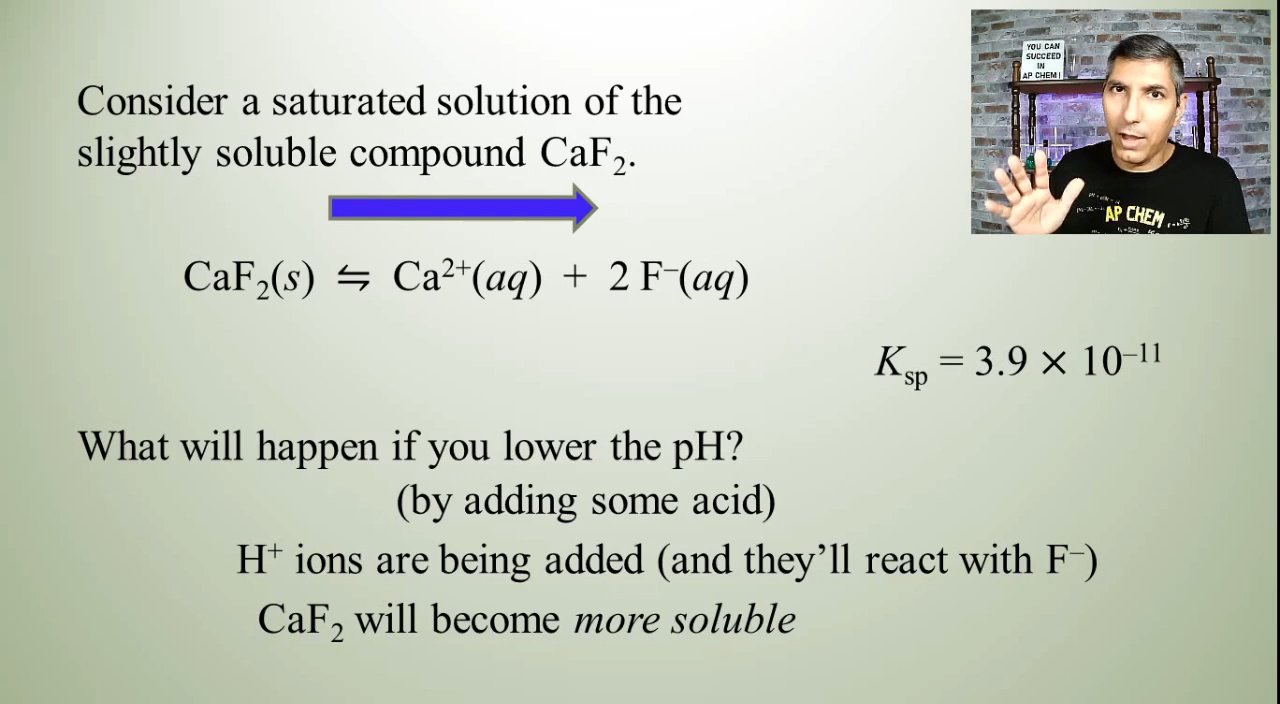 Consider a saturated solution of the
slightly soluble compound CaF₂.
CaF₂(s) ⇋ Ca²⁺(aq) + 2 F⁻(aq)
Kₛₚ = 3.9 × 10⁻¹¹
What will happen if you lower the pH?
(by adding some acid)
H⁺ ions are being added (and they’ll react with F⁻)
CaF₂ will become more soluble
YOU CAN
SUCCEED
IN
AP CHEM!
AP CHEM